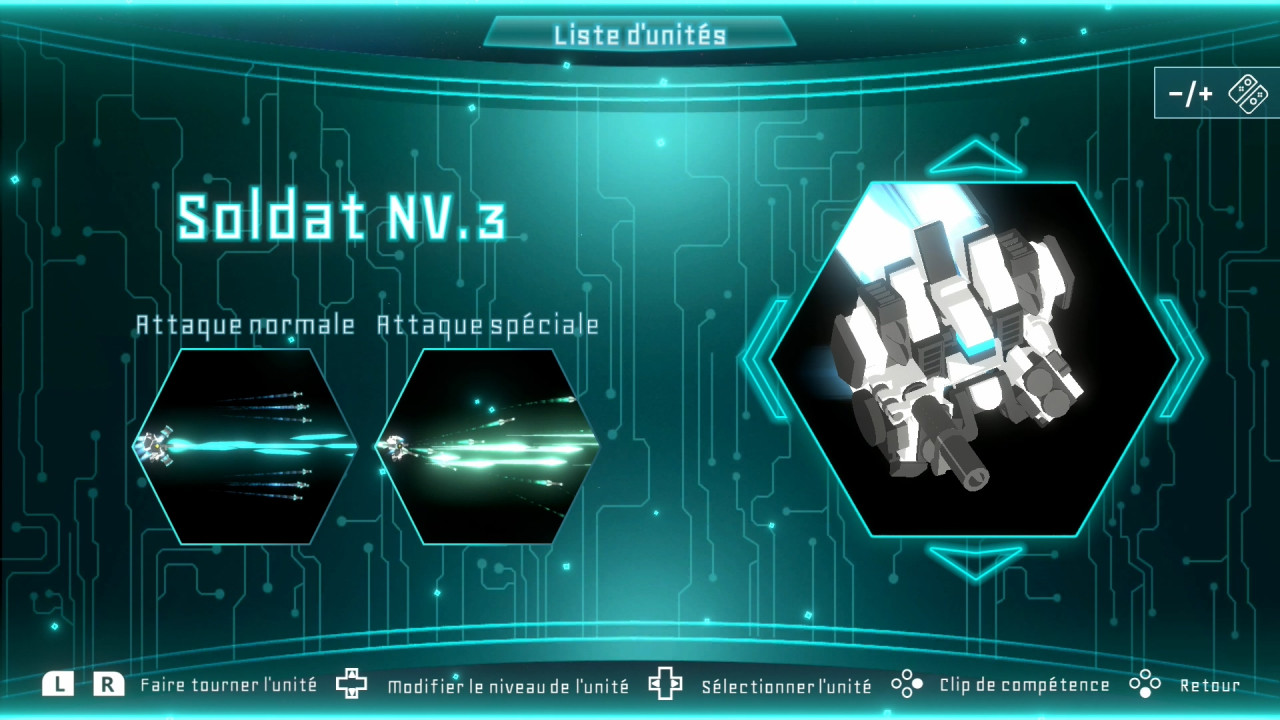 Liste d'unités
-/+
Soldat NV.3
Attaque normale Attaque spéciale
L R Faire tourner l'unité Modifier le niveau de l'unité Sélectionner l'unité Clip de compétence Retour